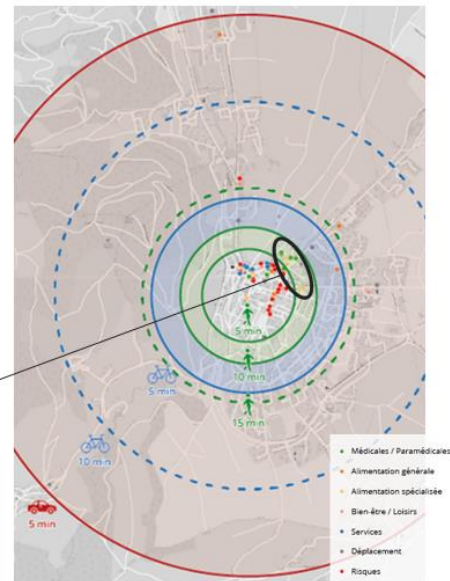 5 min
10 min
15 min
5 min
10 min
5 min
Médicales / Paramédicales
Alimentation générale
Alimentation spécialisée
Bien-être / Loisirs
Services
Déplacement
Risques